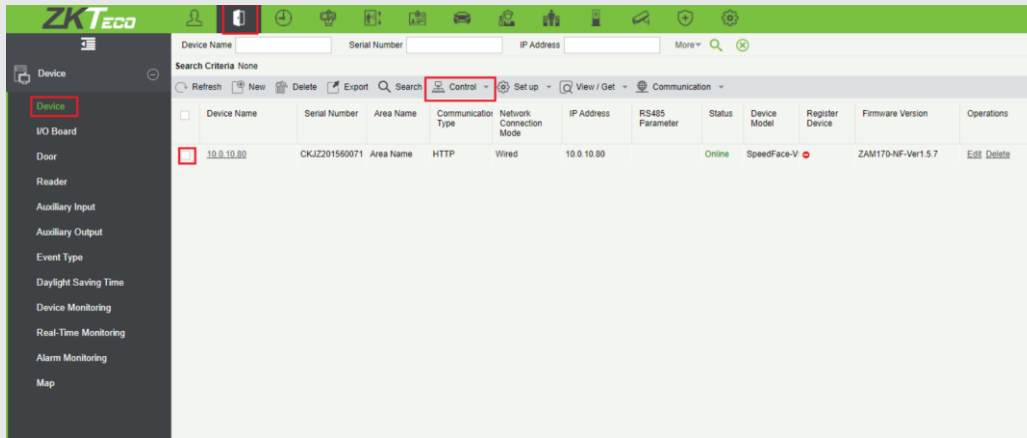 ZKTeco
Device Name Serial Number IP Address More
Search Criteria None
Refresh New Delete Export Search Control Set up View / Get Communication
Device Name Serial Number Area Name Communication Type Network Connection Mode IP Address RS485 Parameter Status Device Model Register Device Firmware Version Operations
10.0.10.80 CKJZ201560071 Area Name HTTP Wired 10.0.10.80 Online SpeedFace-V ZAM170-NF-Ver1.5.7 Edit Delete
Device
Device
I/O Board
Door
Reader
Auxiliary Input
Auxiliary Output
Event Type
Daylight Saving Time
Device Monitoring
Real-Time Monitoring
Alarm Monitoring
Map